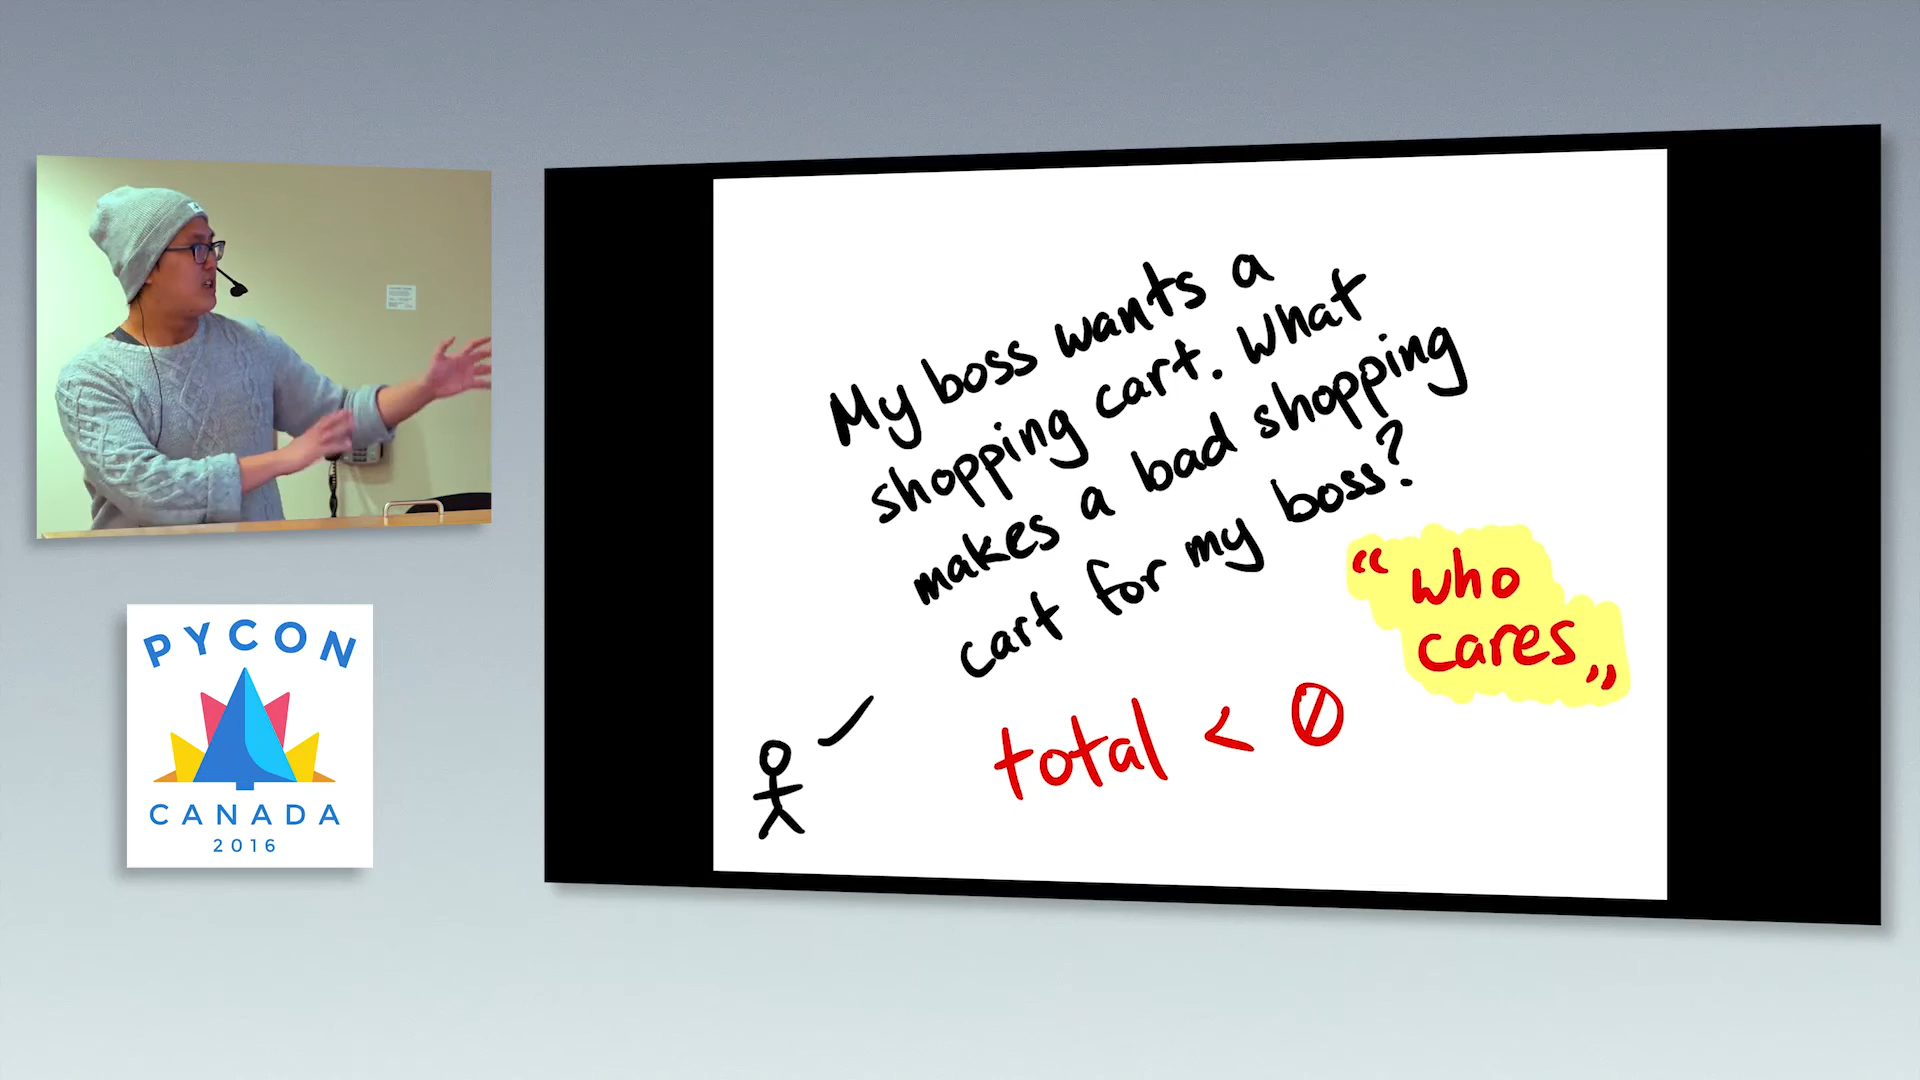 My boss wants a
shopping cart. What
makes a bad shopping
cart for my boss?
"who
cares"
total < 0
PYCON
CANADA
2016